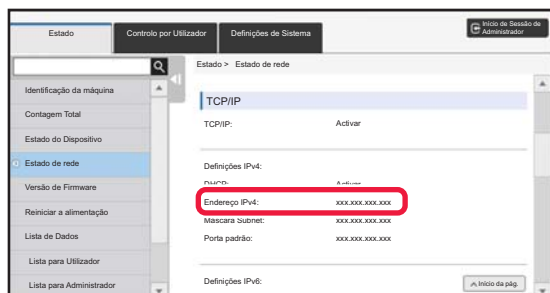 Estado
Controlo por Utilizador
Definições de Sistema
Início de Sessão de
Administrador
Estado > Estado de rede
Identificação da máquina
Contagem Total
Estado do Dispositivo
Estado de rede
Versão de Firmware
Reiniciar a alimentação
Lista de Dados
Lista para Utilizador
Lista para Administrador
TCP/IP
TCP/IP: Activar
Definições IPv4:
DHCP: Activar
Endereço IPv4: xxx.xxx.xxx.xxx
Máscara Subnet: xxx.xxx.xxx.xxx
Porta padrão: xxx.xxx.xxx.xxx
Definições IPv6:
Início da pág.